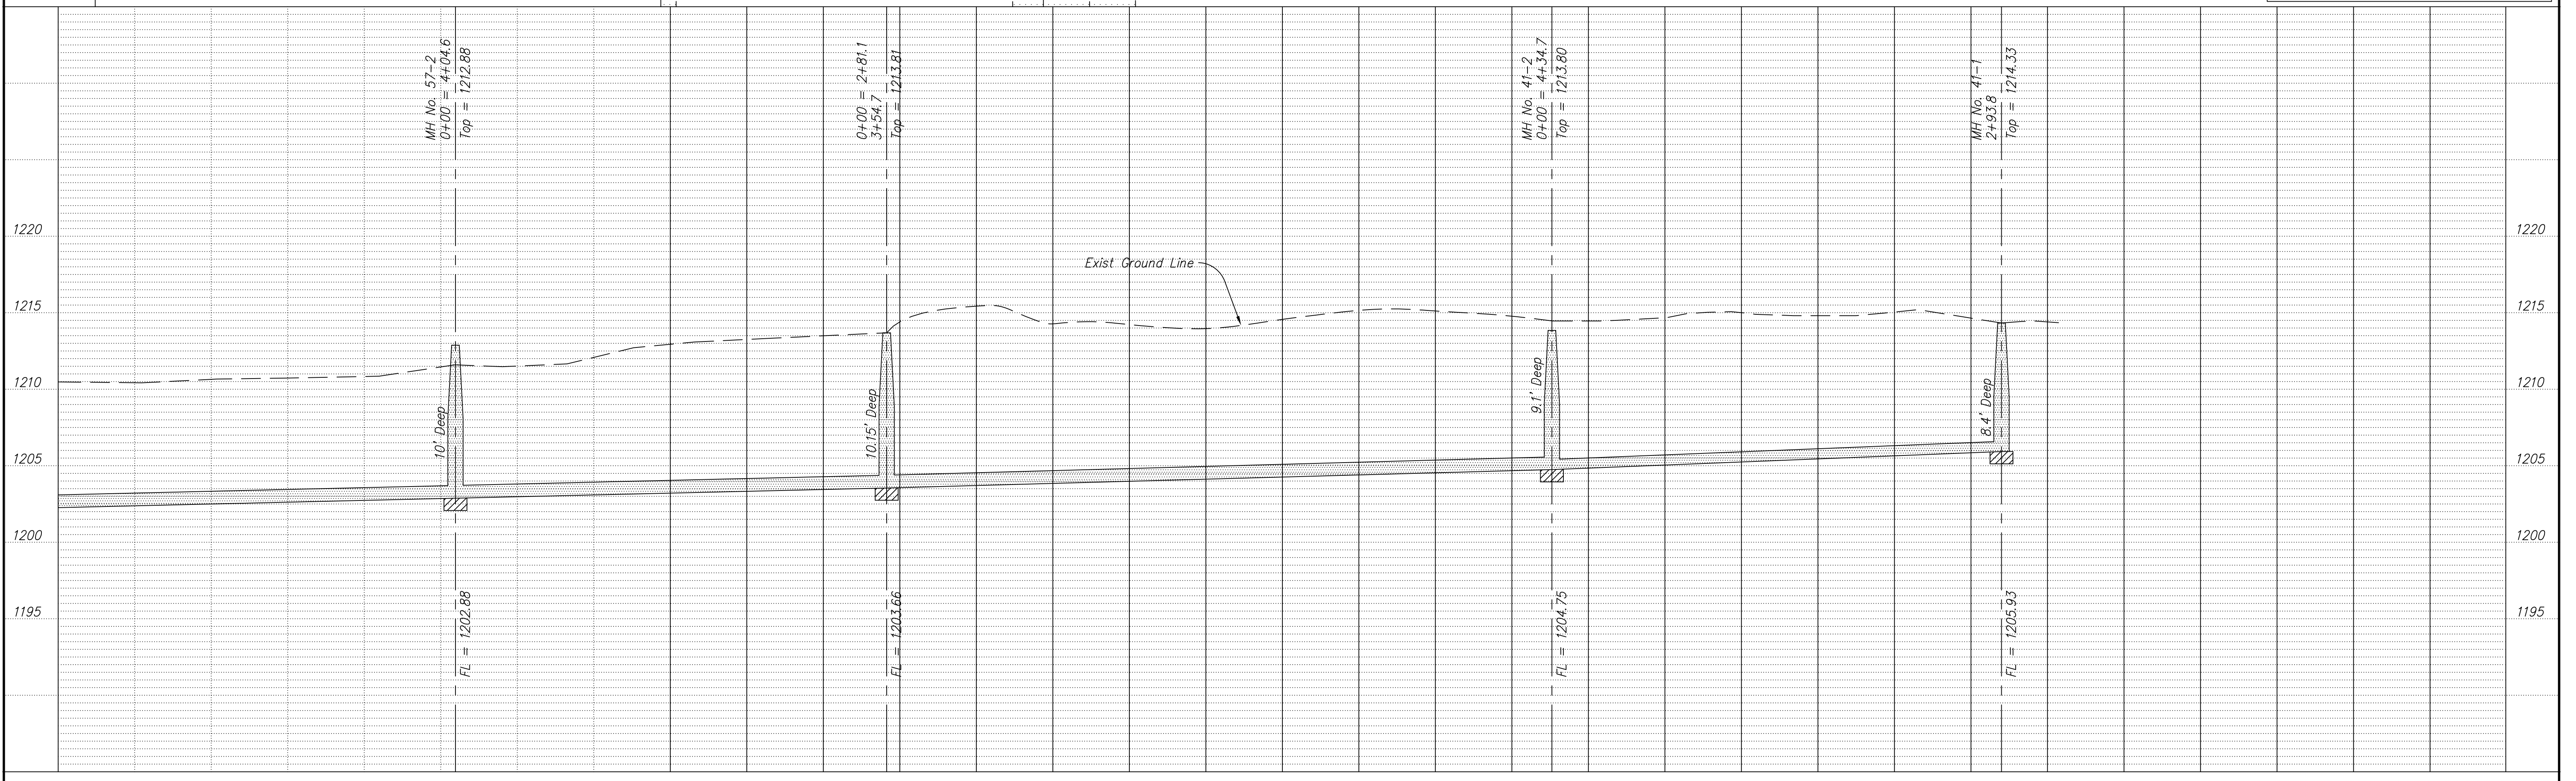 MH No. 57-2
0+00 = 4+04.6
Top = 1212.88
0+00 = 2+81.1
3+54.7
Top = 1213.81
MH No. 41-2
0+00 = 4+34.7
Top = 1213.80
MH No. 41-1
2+93.8
Top = 1214.33
1220
1220
Exist Ground Line
1215
1215
1210
1210
10' Deep
10.15' Deep
9.1' Deep
8.4' Deep
1205
1205
1200
1200
1195
1195
FL = 1202.88
FL = 1203.66
FL = 1204.75
FL = 1205.93